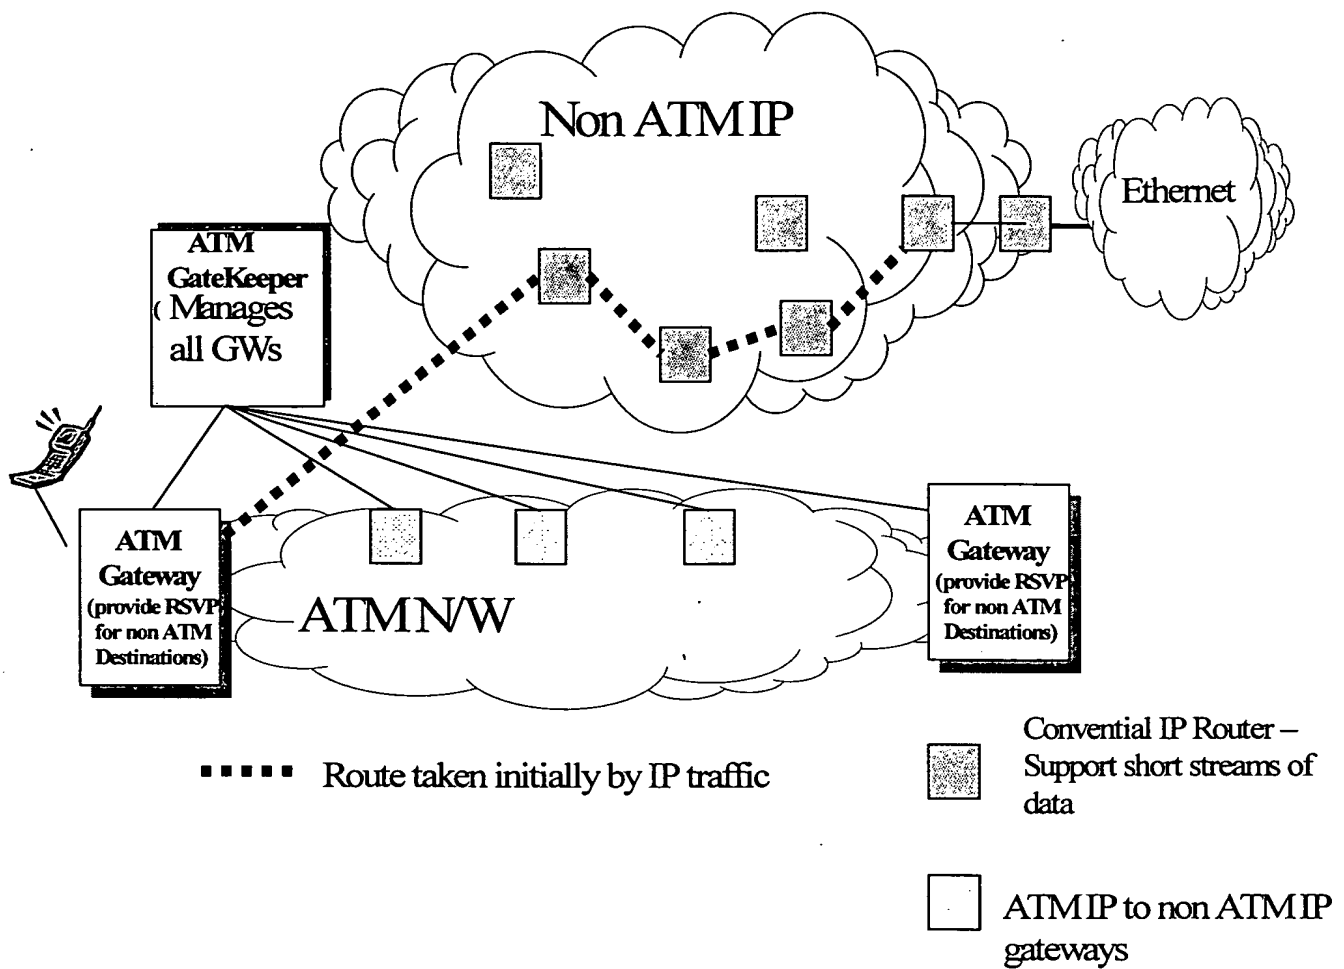 Non ATM IP
Ethernet
ATM
GateKeeper
( Manages
all GWs
ATM
Gateway
(provide RSVP
for non ATM
Destinations)
ATM N/W
ATM
Gateway
(provide RSVP
for non ATM
Destinations)
Route taken initially by IP traffic
Convential IP Router –
Support short streams of
data
ATM IP to non ATM IP
gateways